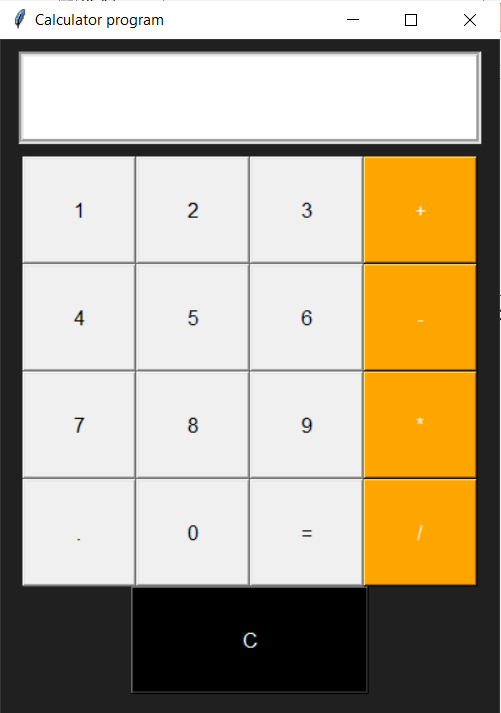 Calculator program
1 2 3 +
4 5 6 -
7 8 9 *
. 0 = /
C